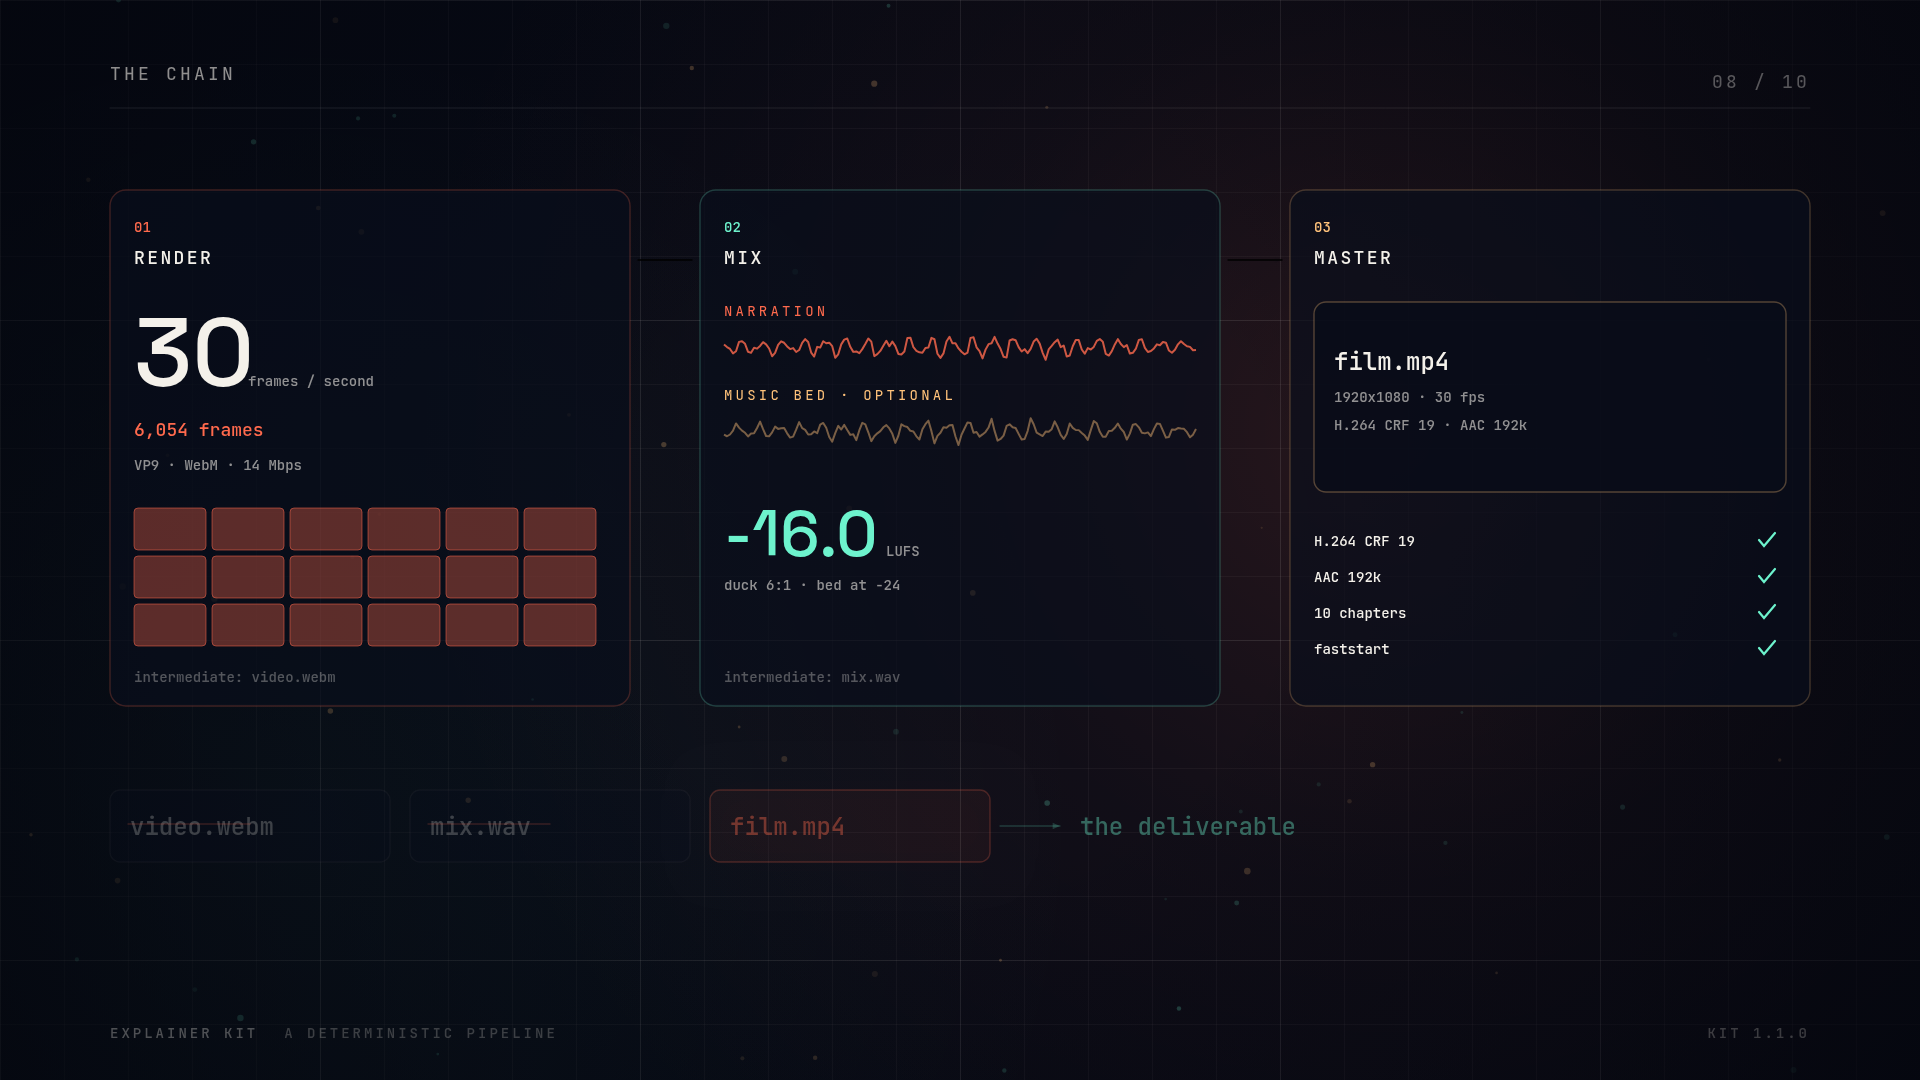 THE CHAIN
08 / 10
01
RENDER
30 frames / second
6,054 frames
VP9 · WebM · 14 Mbps
intermediate: video.webm
02
MIX
NARRATION
MUSIC BED · OPTIONAL
-16.0 LUFS
duck 6:1 · bed at -24
intermediate: mix.wav
03
MASTER
film.mp4
1920x1080 · 30 fps
H.264 CRF 19 · AAC 192k
H.264 CRF 19
AAC 192k
10 chapters
faststart
video.webm
mix.wav
film.mp4
the deliverable
EXPLAINER KIT A DETERMINISTIC PIPELINE
KIT 1.1.0